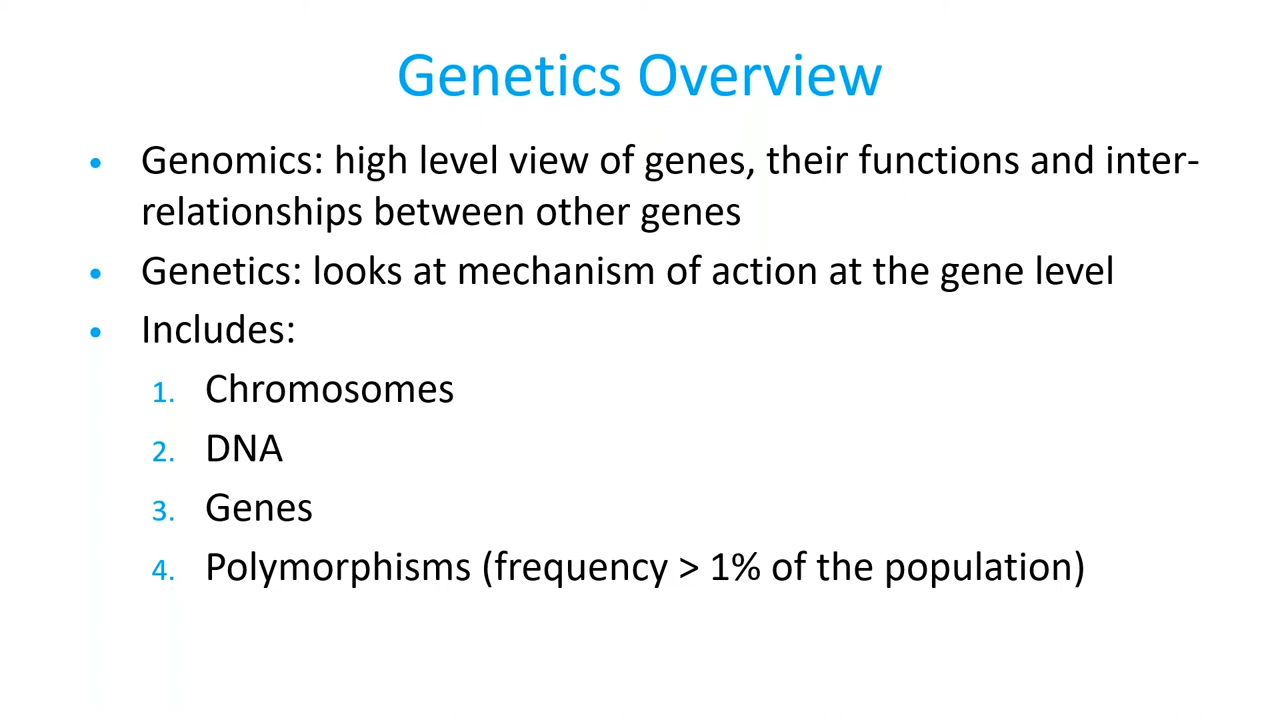 Genetics Overview
• Genomics: high level view of genes, their functions and inter-
relationships between other genes
• Genetics: looks at mechanism of action at the gene level
• Includes:
1. Chromosomes
2. DNA
3. Genes
4. Polymorphisms (frequency > 1% of the population)